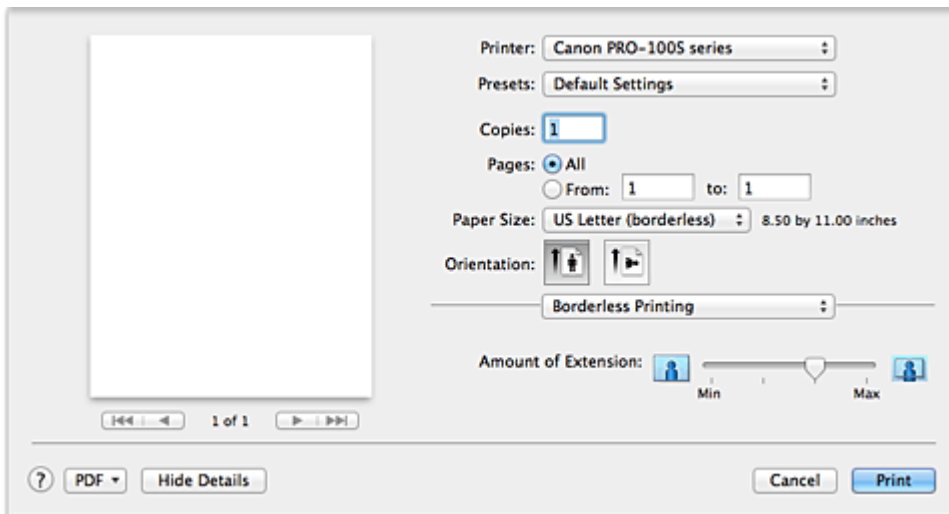 Printer: Canon PRO-100S series
Presets: Default Settings
Copies: 1
Pages: All
From: 1 to: 1
Paper Size: US Letter (borderless) 8.50 by 11.00 inches
Orientation:
Borderless Printing
Amount of Extension:
Min Max
1 of 1
? PDF Hide Details Cancel Print